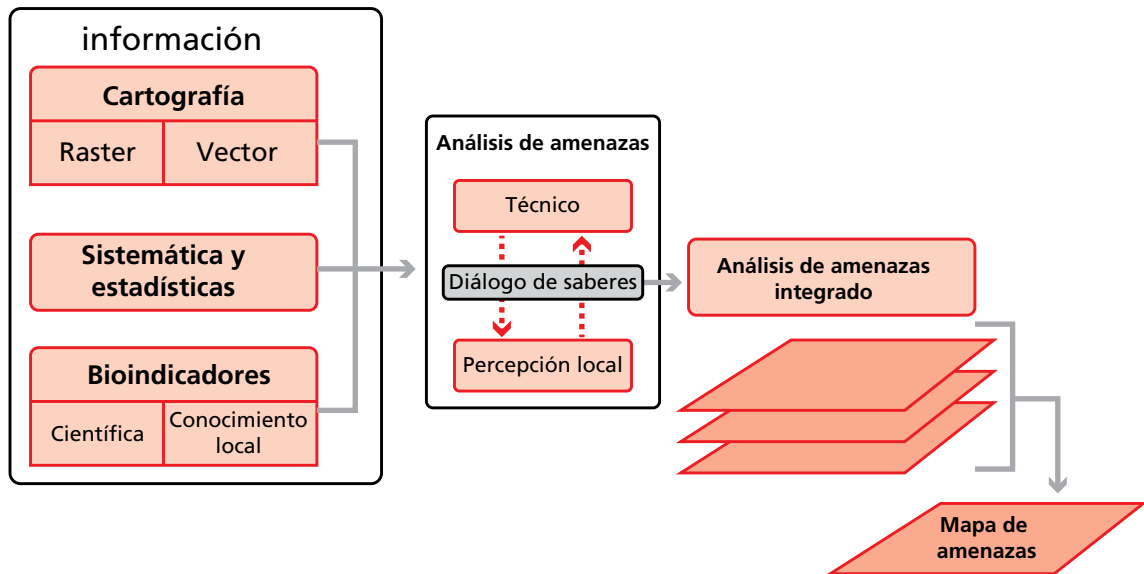 información
Cartografía
Raster
Vector
Sistemática y
estadísticas
Bioindicadores
Científica
Conocimiento
local
Análisis de amenazas
Técnico
Diálogo de saberes
Percepción local
Análisis de amenazas
integrado
Mapa de
amenazas